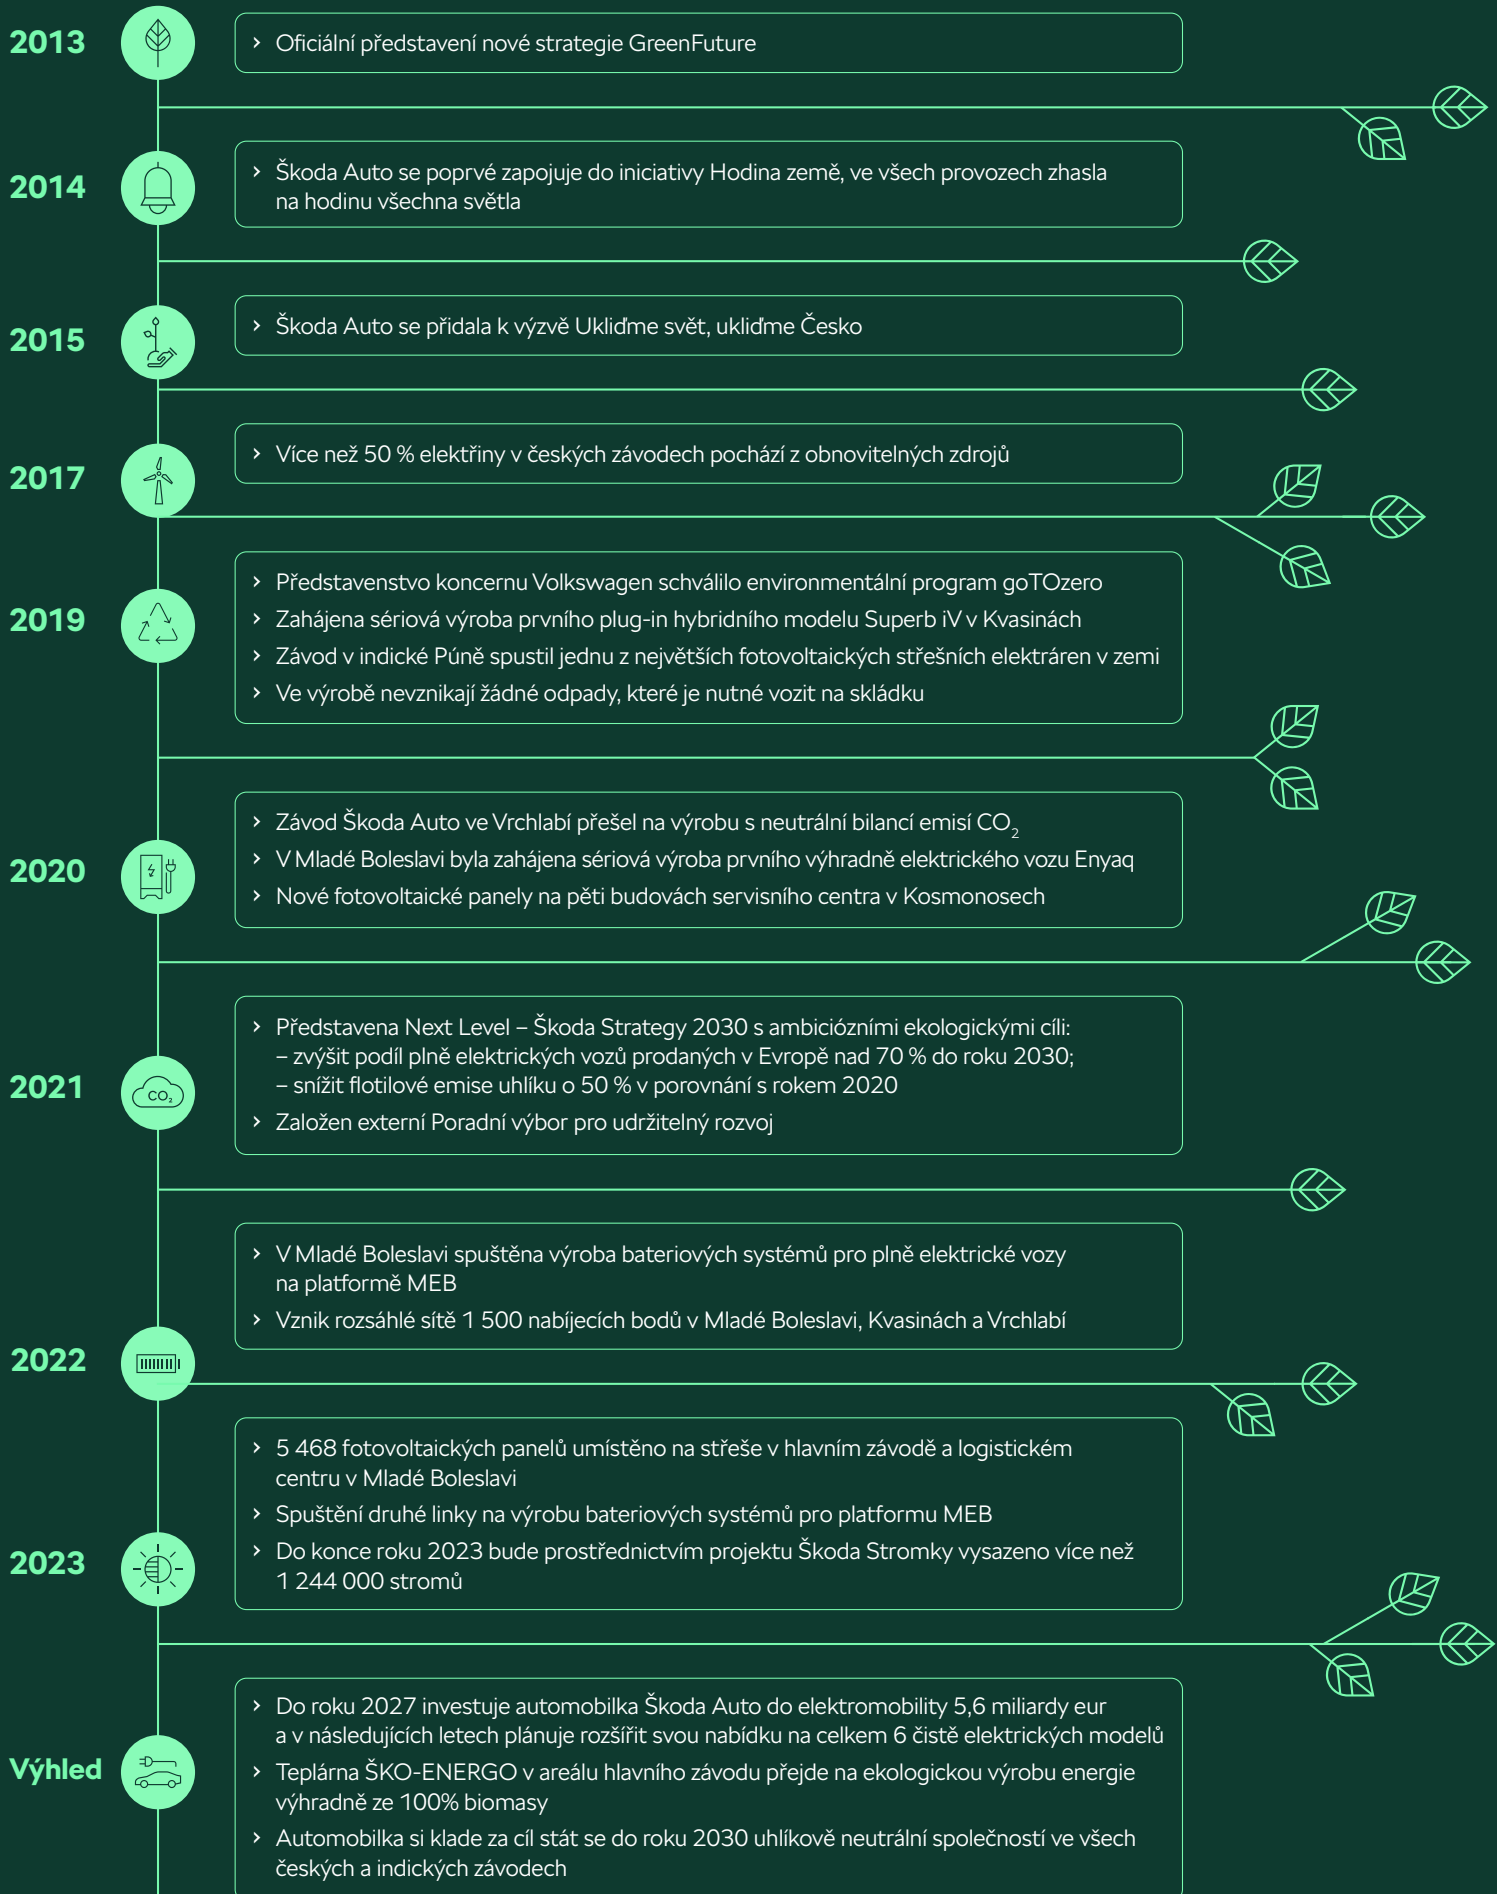 2013
› Oficiální představení nové strategie GreenFuture
2014
› Škoda Auto se poprvé zapojuje do iniciativy Hodina země, ve všech provozech zhasla
na hodinu všechna světla
2015
› Škoda Auto se přidala k výzvě Ukliďme svět, ukliďme Česko
2017
› Více než 50 % elektřiny v českých závodech pochází z obnovitelných zdrojů
2019
› Představenstvo koncernu Volkswagen schválilo environmentální program goTOzero
› Zahájena sériová výroba prvního plug-in hybridního modelu Superb iV v Kvasinách
› Závod v indické Púně spustil jednu z největších fotovoltaických střešních elektráren v zemi
› Ve výrobě nevznikají žádné odpady, které je nutné vozit na skládku
2020
› Závod Škoda Auto ve Vrchlabí přešel na výrobu s neutrální bilancí emisí CO₂
› V Mladé Boleslavi byla zahájena sériová výroba prvního výhradně elektrického vozu Enyaq
› Nové fotovoltaické panely na pěti budovách servisního centra v Kosmonosech
2021
CO₂
› Představena Next Level – Škoda Strategy 2030 s ambiciózními ekologickými cíli:
– zvýšit podíl plně elektrických vozů prodaných v Evropě nad 70 % do roku 2030;
– snížit flotilové emise uhlíku o 50 % v porovnání s rokem 2020
› Založen externí Poradní výbor pro udržitelný rozvoj
2022
› V Mladé Boleslavi spuštěna výroba bateriových systémů pro plně elektrické vozy
na platformě MEB
› Vznik rozsáhlé sítě 1 500 nabíjecích bodů v Mladé Boleslavi, Kvasinách a Vrchlabí
2023
› 5 468 fotovoltaických panelů umístěno na střeše v hlavním závodě a logistickém
centru v Mladé Boleslavi
› Spuštění druhé linky na výrobu bateriových systémů pro platformu MEB
› Do konce roku 2023 bude prostřednictvím projektu Škoda Stromky vysazeno více než
1 244 000 stromů
Výhled
› Do roku 2027 investuje automobilka Škoda Auto do elektromobility 5,6 miliardy eur
a v následujících letech plánuje rozšířit svou nabídku na celkem 6 čistě elektrických modelů
› Teplárna ŠKO-ENERGO v areálu hlavního závodu přejde na ekologickou výrobu energie
výhradně ze 100% biomasy
› Automobilka si klade za cíl stát se do roku 2030 uhlíkově neutrální společností ve všech
českých a indických závodech